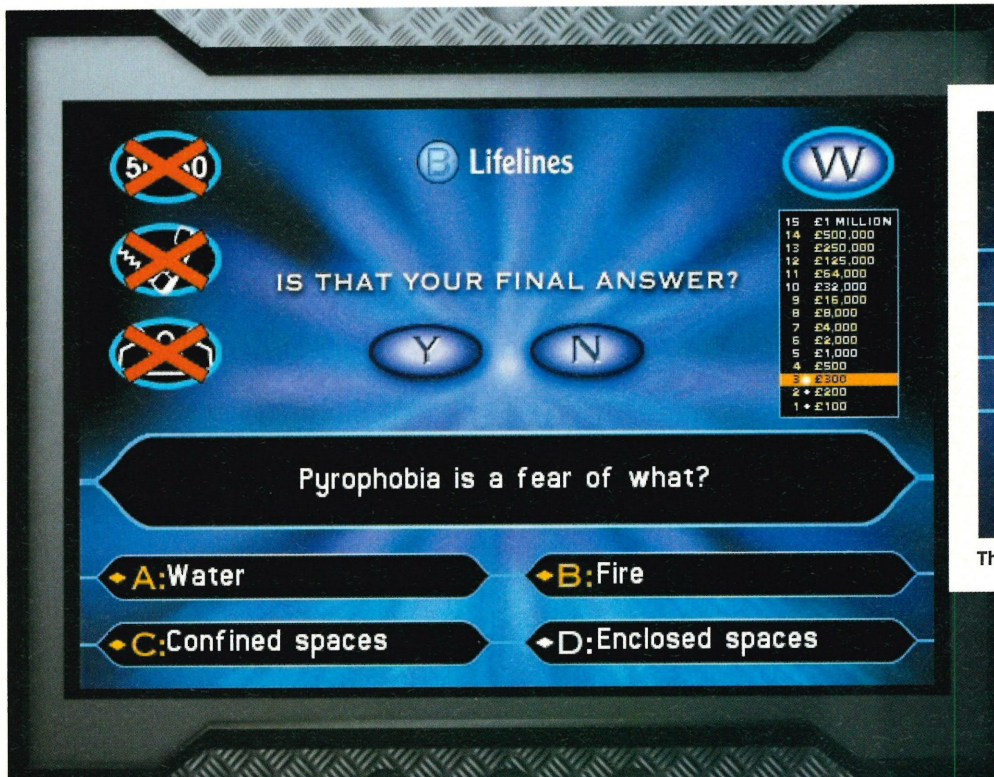 50:50
B Lifelines
W
15 £1 MILLION
14 £500,000
13 £250,000
12 £125,000
11 £64,000
10 £32,000
9 £16,000
8 £8,000
7 £4,000
6 £2,000
5 £1,000
4 £500
3 £300
2 £200
1 £100
IS THAT YOUR FINAL ANSWER?
Y N
Pyrophobia is a fear of what?
A: Water
B: Fire
C: Confined spaces
D: Enclosed spaces
Th